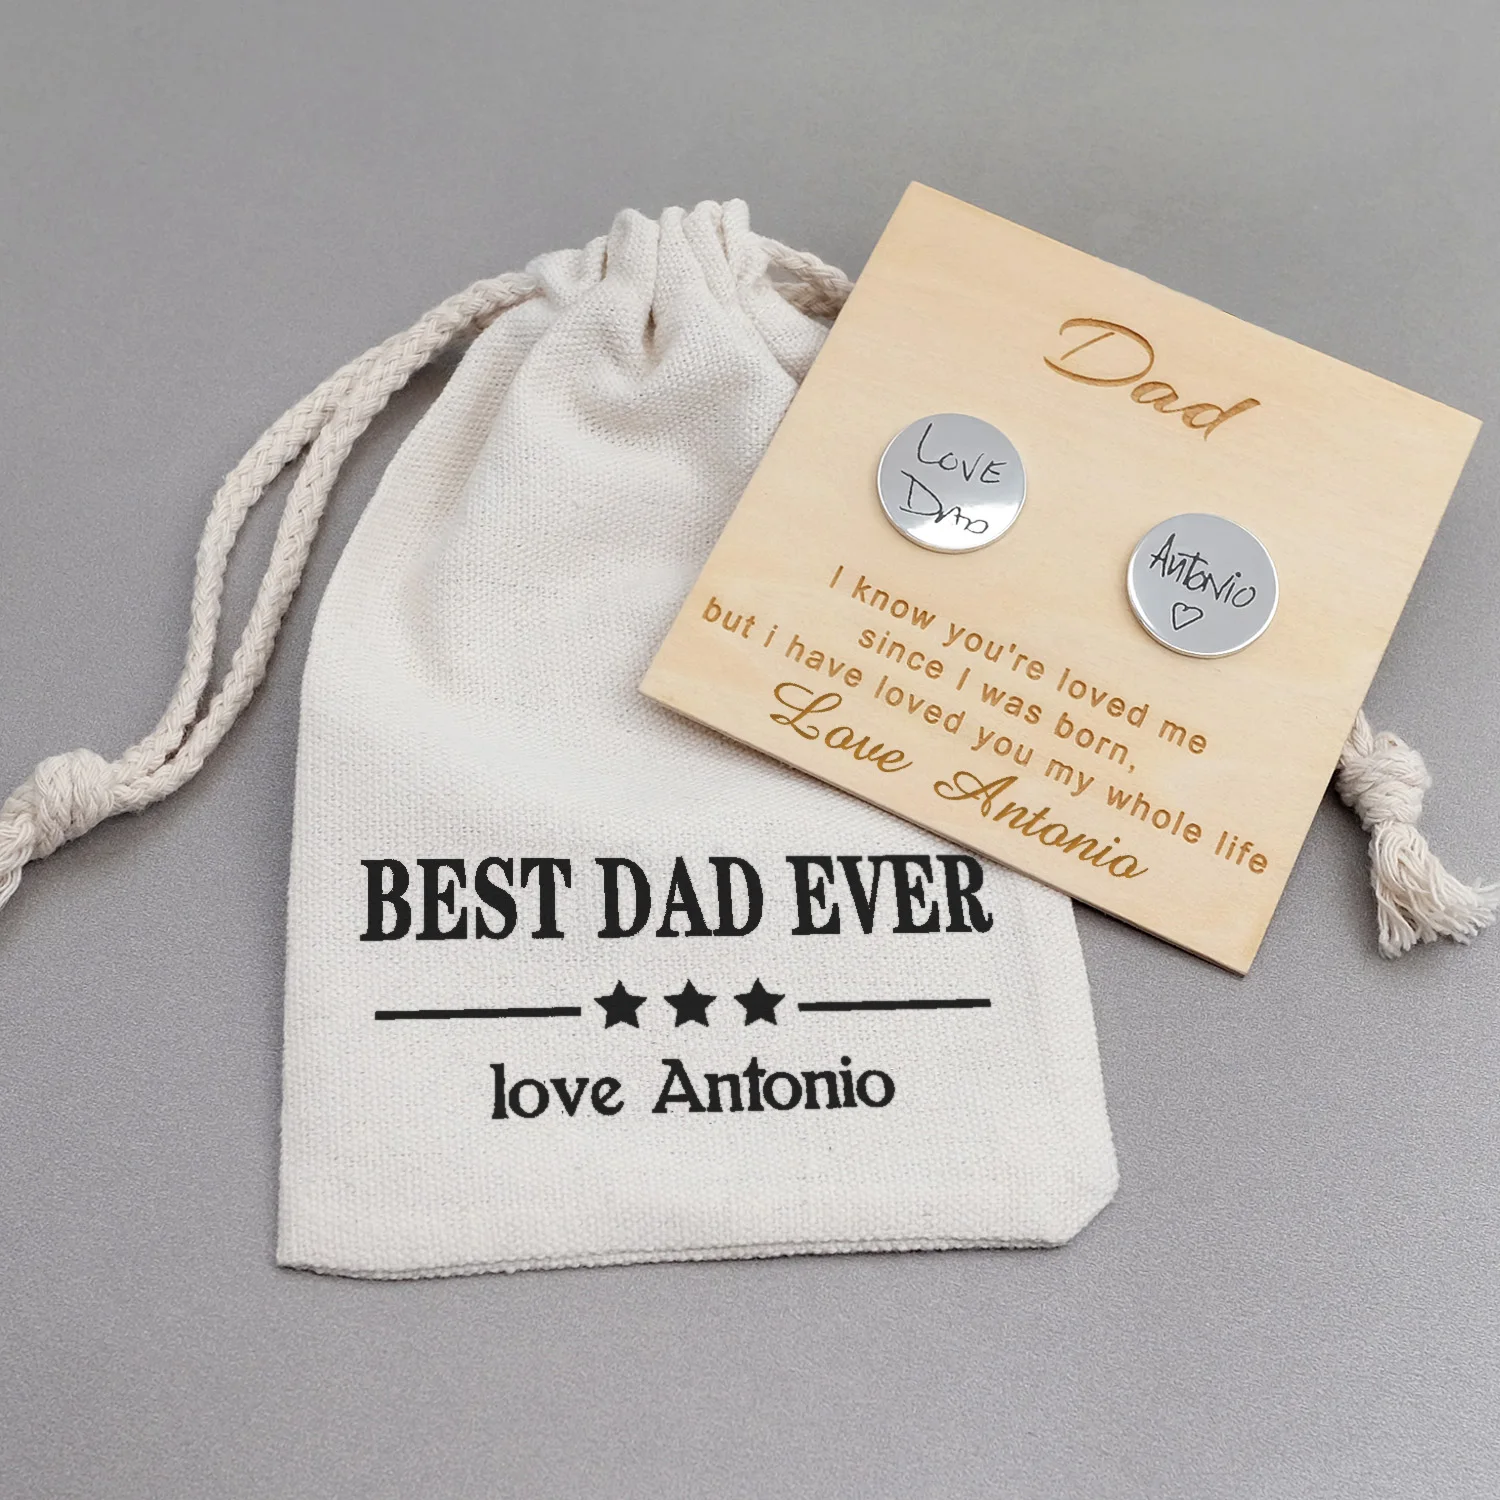 Dad
LOVE
DAD
Antonio
I know you're loved me
since I was born,
but i have loved you my whole life
Love Antonio
BEST DAD EVER
love Antonio